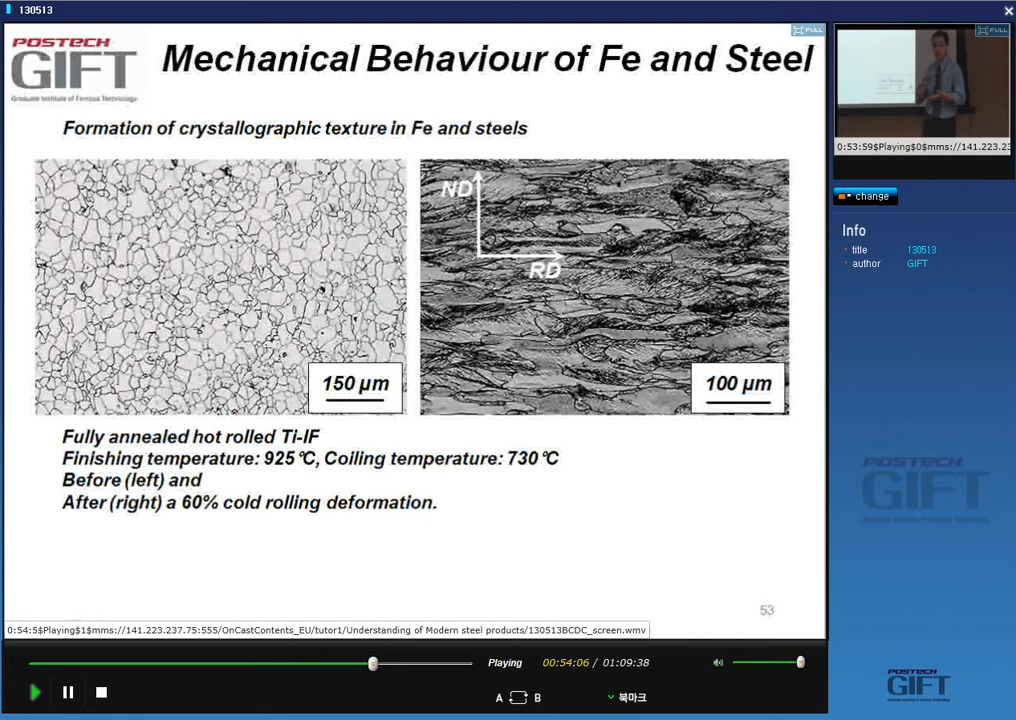 130513
POSTECH
GIFT
Graduate Institute of Ferrous Technology
FULL
Mechanical Behaviour of Fe and Steel
Formation of crystallographic texture in Fe and steels
ND
RD
150 µm
100 µm
Fully annealed hot rolled Ti-IF
Finishing temperature: 925°C, Coiling temperature: 730°C
Before (left) and
After (right) a 60% cold rolling deformation.
53
0:54:5$Playing$1$mms://141.223.237.75:555/OnCastContents_EU/tutor1/Understanding of Modern steel products/130513BCDC_screen.wmv
FULL
0:53:59$Playing$0$mms://141.223.23
change
Info
title 130513
author GIFT
POSTECH
GIFT
Playing 00:54:06 / 01:09:38
A B 북마크
POSTECH
GIFT